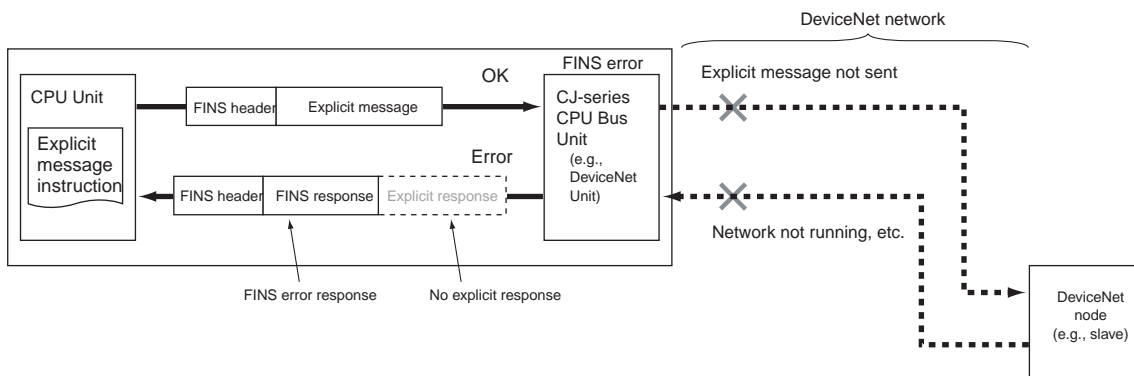 DeviceNet network
FINS error
OK
Explicit message not sent
CPU Unit
FINS header
Explicit message
CJ-series
CPU Bus
Unit
(e.g.,
DeviceNet
Unit)
Explicit
message
instruction
Error
FINS header
FINS response
Explicit response
Network not running, etc.
FINS error response
No explicit response
DeviceNet
node
(e.g., slave)